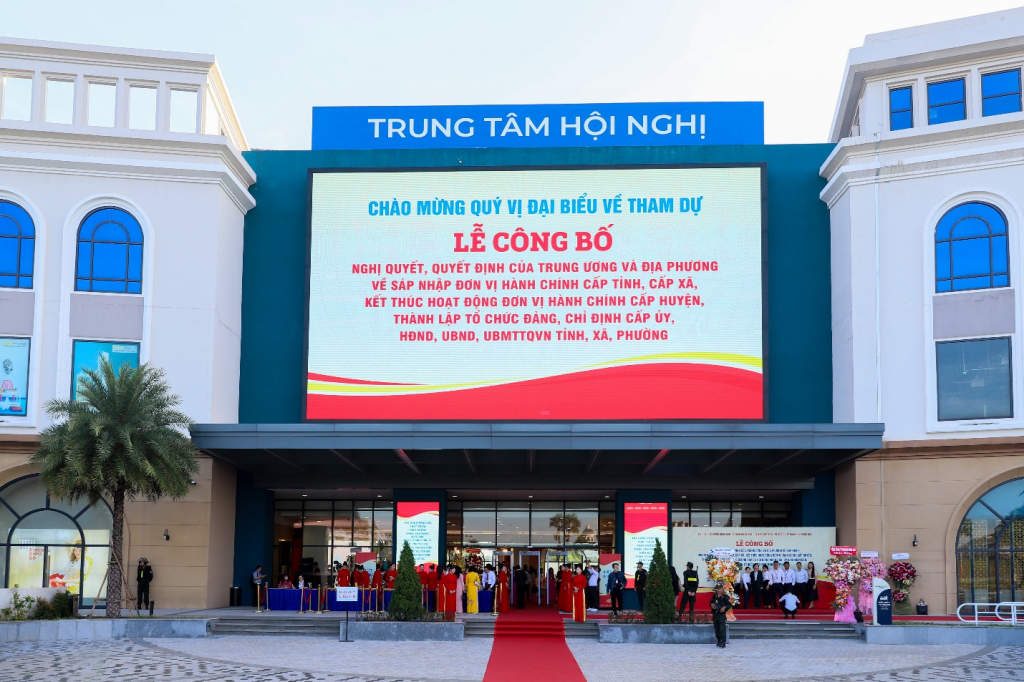 TRUNG TÂM HỘI NGHỊ
CHÀO MỪNG QUÝ VỊ ĐẠI BIỂU VỀ THAM DỰ
LỄ CÔNG BỐ
NGHỊ QUYẾT, QUYẾT ĐỊNH CỦA TRUNG ƯƠNG VÀ ĐỊA PHƯƠNG
VỀ SÁP NHẬP ĐƠN VỊ HÀNH CHÍNH CẤP TỈNH, CẤP XÃ,
KẾT THÚC HOẠT ĐỘNG ĐƠN VỊ HÀNH CHÍNH CẤP HUYỆN,
THÀNH LẬP TỔ CHỨC ĐẢNG, CHỈ ĐỊNH CẤP ỦY,
HĐND, UBND, UBMTTQVN TỈNH, XÃ, PHƯỜNG
LỄ CÔNG BỐ